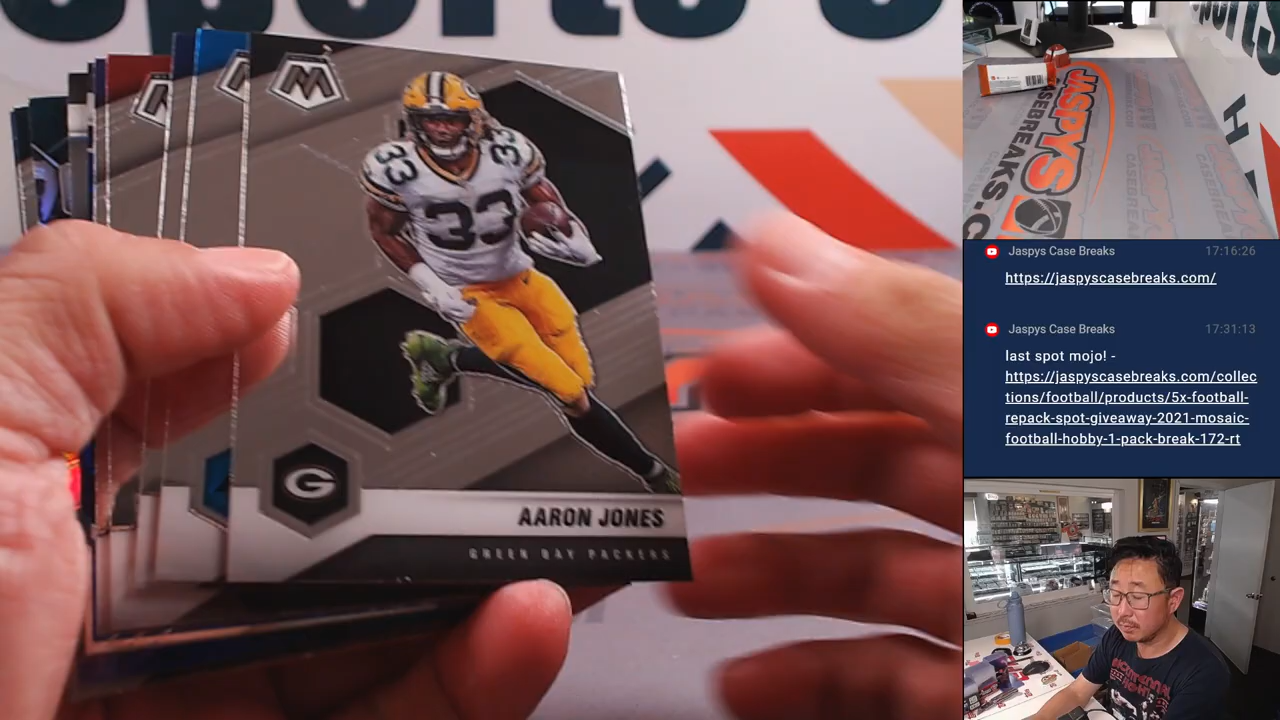 33
33
33
G
AARON JONES
GREEN BAY PACKERS
JASPYS
CASEBREAKS.C
Jaspys Case Breaks 17:16:26
https://jaspyscasebreaks.com/
Jaspys Case Breaks 17:31:13
last spot mojo! -
https://jaspyscasebreaks.com/collec
tions/football/products/5x-football-
repack-spot-giveaway-2021-mosaic-
football-hobby-1-pack-break-172-rt